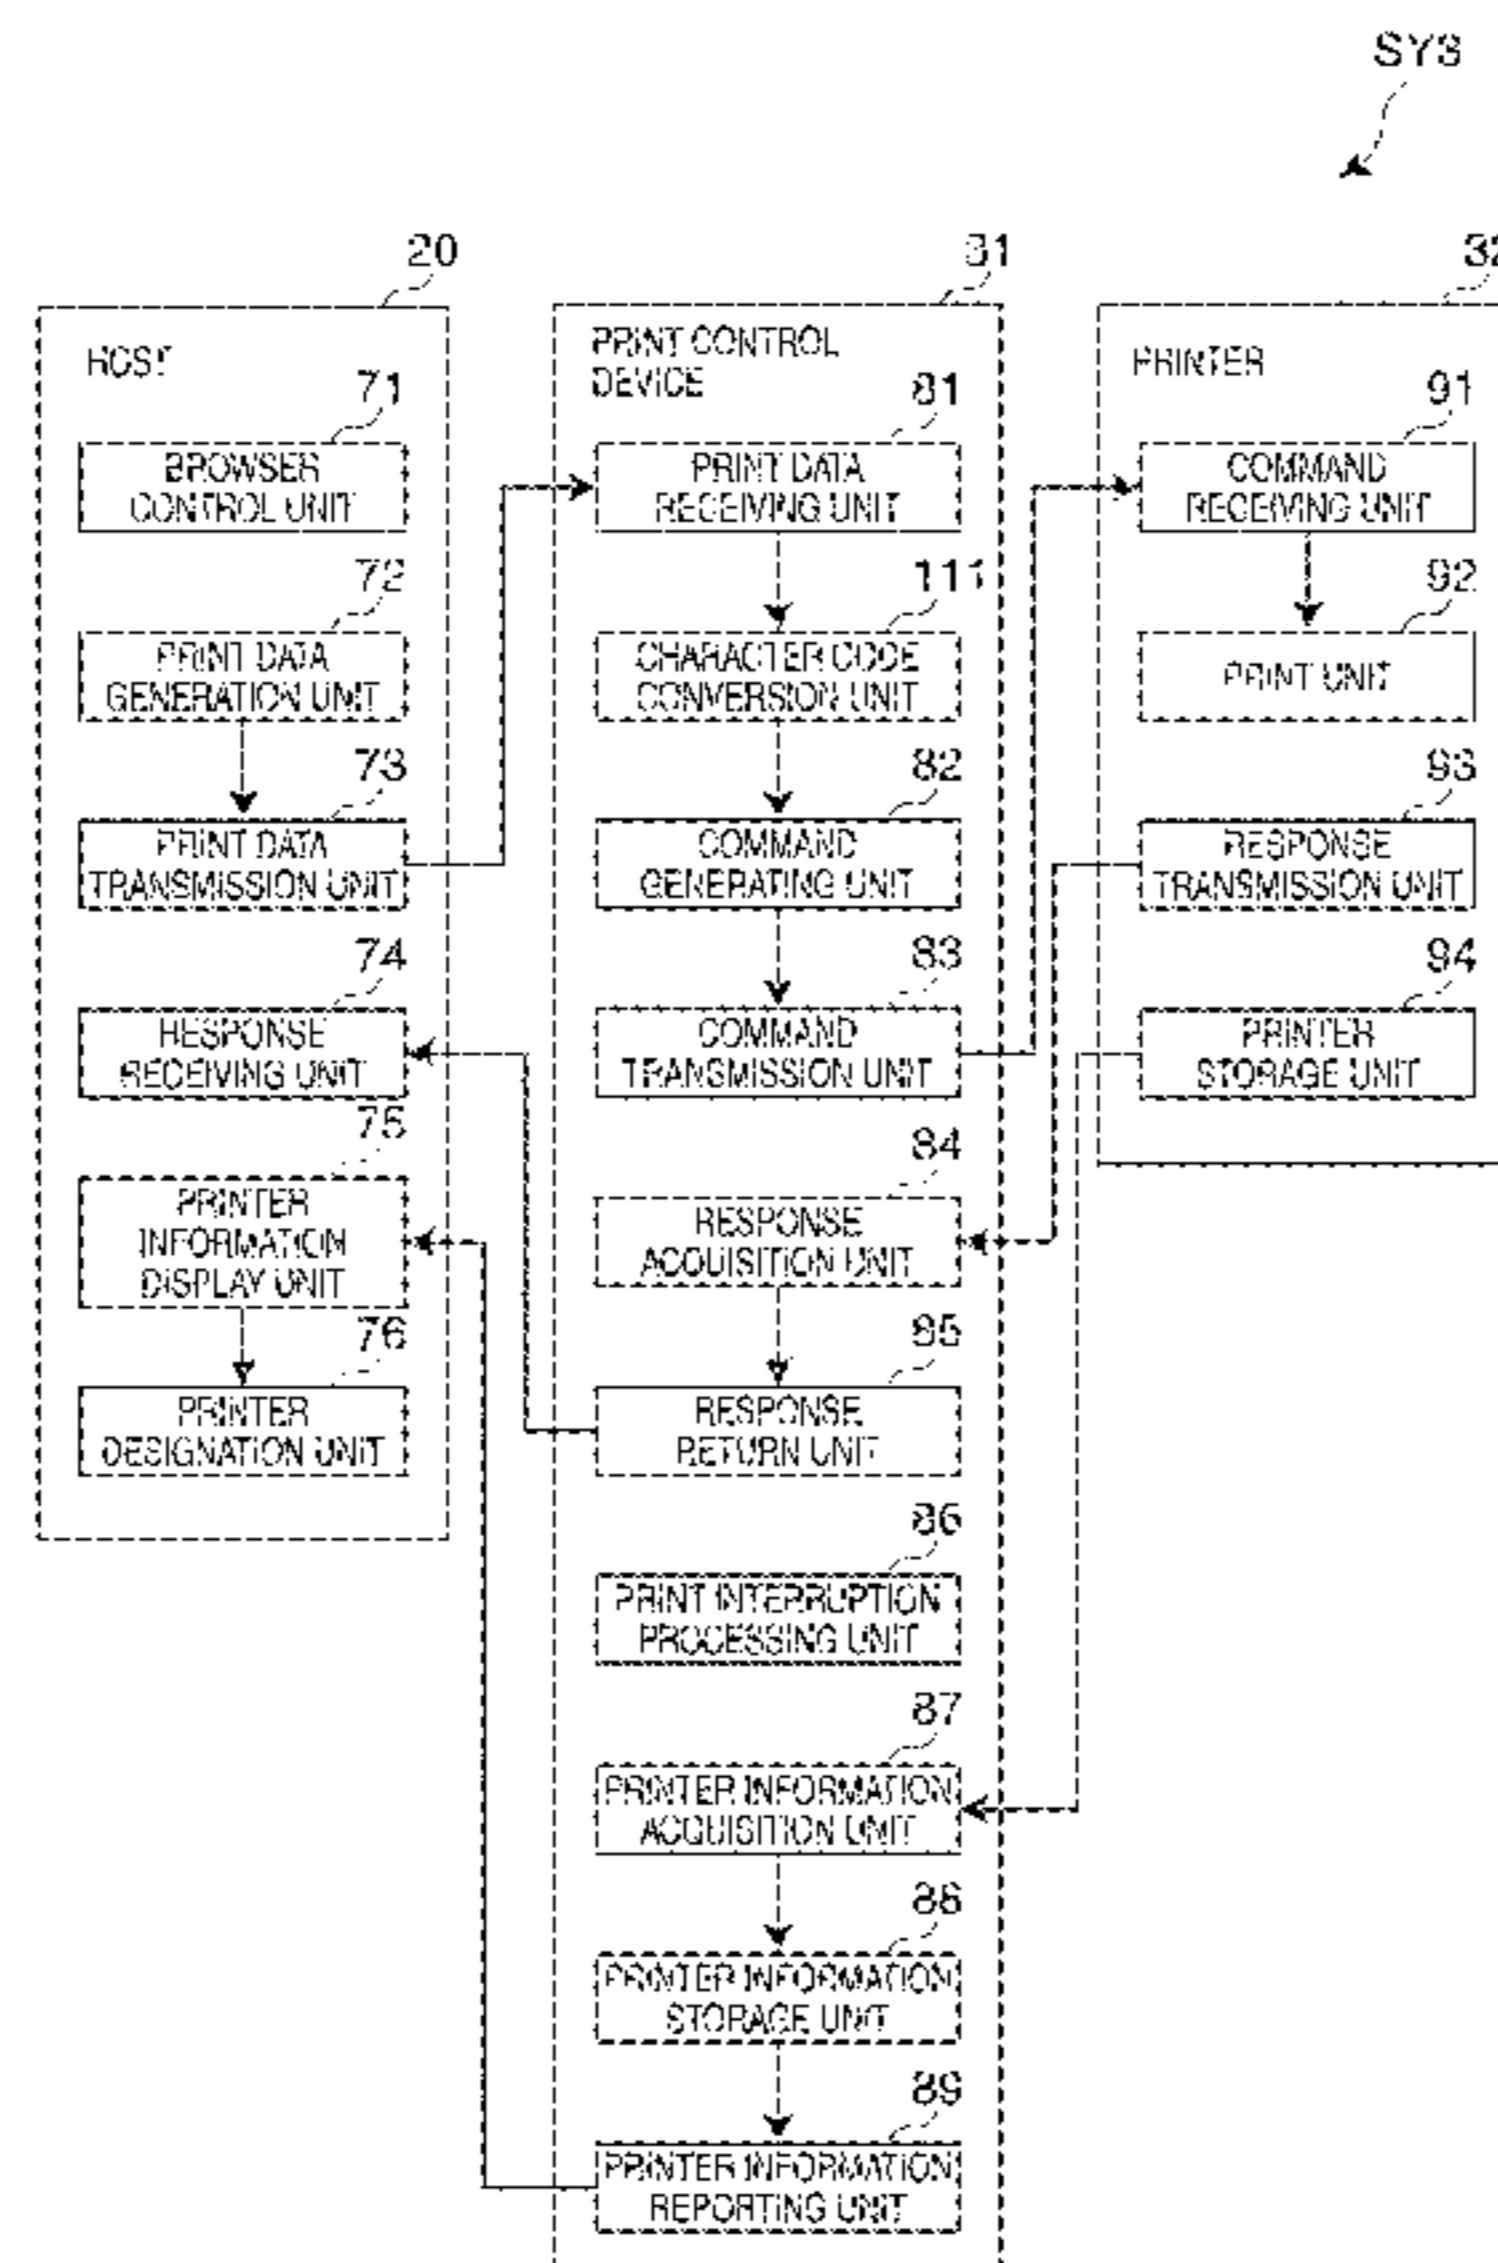 SY3
20
HOST
71
BROWSER
CONTROL UNIT
72
PRINT DATA
GENERATION UNIT
73
PRINT DATA
TRANSMISSION UNIT
74
RESPONSE
RECEIVING UNIT
75
PRINTER
INFORMATION
DISPLAY UNIT
76
PRINTER
DESIGNATION UNIT
31
PRINT CONTROL
DEVICE
81
PRINT DATA
RECEIVING UNIT
111
CHARACTER CODE
CONVERSION UNIT
82
COMMAND
GENERATING UNIT
83
COMMAND
TRANSMISSION UNIT
84
RESPONSE
ACQUISITION UNIT
85
RESPONSE
RETURN UNIT
86
PRINT INTERRUPTION
PROCESSING UNIT
87
PRINTER INFORMATION
ACQUISITION UNIT
88
PRINTER INFORMATION
STORAGE UNIT
89
PRINTER INFORMATION
REPORTING UNIT
32
PRINTER
91
COMMAND
RECEIVING UNIT
92
PRINT UNIT
93
RESPONSE
TRANSMISSION UNIT
94
PRINTER
STORAGE UNIT